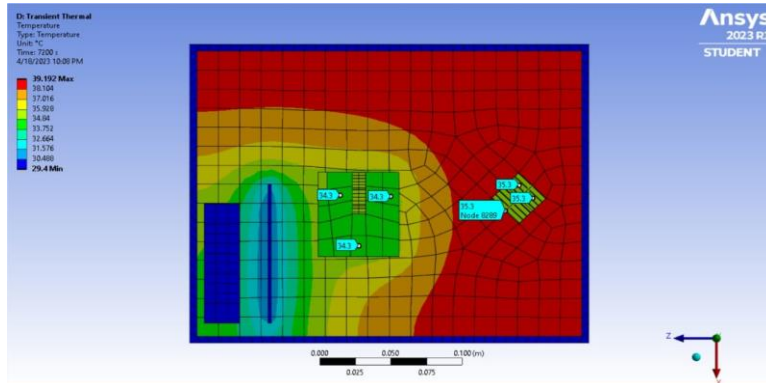 D: Transient Thermal
Temperature
Type: Temperature
Unit: °C
Time: 7200 s
4/18/2023 10:08 PM
39.192 Max
38.104
37.016
35.928
34.84
33.752
32.664
31.576
30.488
29.4 Min
Ansys
2023 R
STUDENT
34.3
34.3
34.3
35.3
35.3
35.3
Node 8289
0.000
0.050
0.100 (m)
0.025
0.075
Z
Y